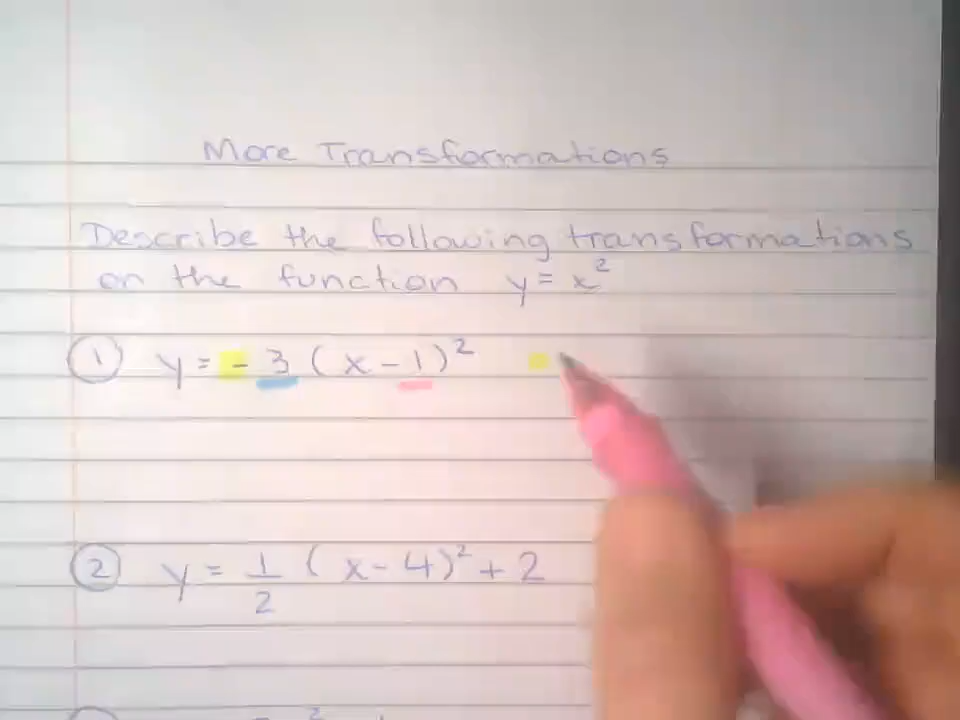 More Transformations
Describe the following transformations
on the function y = x²
① y = - 3 (x - 1)²
② y = 1/2 (x - 4)² + 2